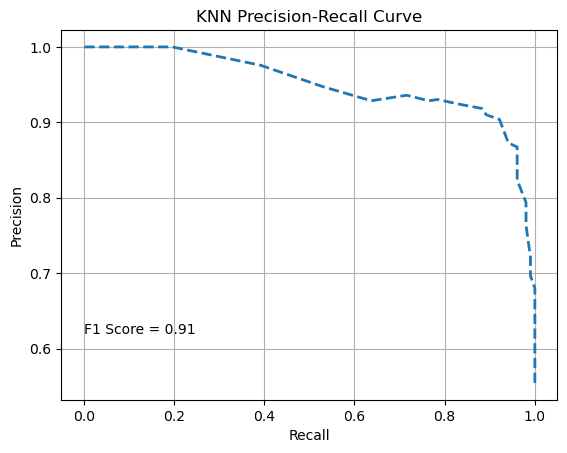 KNN Precision-Recall Curve
1.0
0.9
0.8
0.7
0.6
Precision
F1 Score = 0.91
0.0 0.2 0.4 0.6 0.8 1.0
Recall